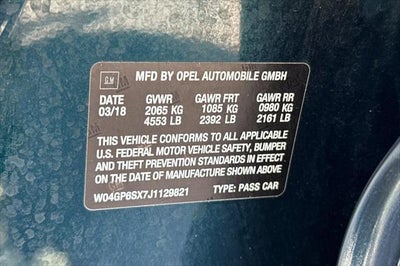 GM
MFD BY OPEL AUTOMOBILE GMBH
DATE GVWR GAWR FRT GAWR RR
03/18 2065 KG 1085 KG 0980 KG
4553 LB 2392 LB 2161 LB
THIS VEHICLE CONFORMS TO ALL APPLICABLE
U.S. FEDERAL MOTOR VEHICLE SAFETY, BUMPER
AND THEFT PREVENTION STANDARDS IN EFFECT
ON THE DATE OF MANUFACTURE SHOWN ABOVE.
W04GP6SX7J1129821 TYPE: PASS CAR